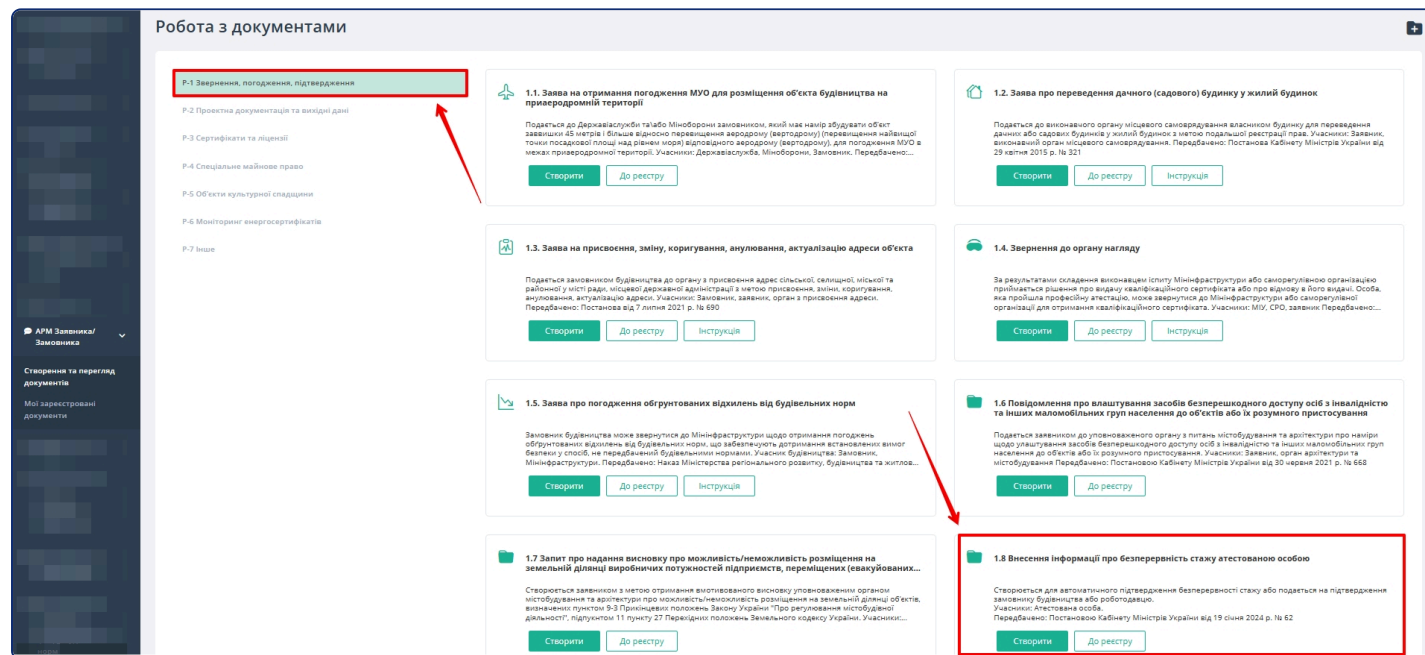 Робота з документами
АРМ Заявника/
Замовника
Створення та перегляд
документів
Мої зареєстровані
документи
Р-1 Звернення, погодження, підтвердження
Р-2 Проектна документація та вихідні дані
Р-3 Сертифікати та ліцензії
Р-4 Спеціальне майнове право
Р-5 Об'єкти культурної спадщини
Р-6 Моніторинг енергосертифікатів
Р-7 Інше
1.1. Заява на отримання погодження МУО для розміщення об'єкта будівництва на
приаеродромній території
Подається до Державіаслужби та\або Міноборони замовником, який має намір збудувати об'єкт
заввишки 45 метрів і більше відносно перевищення аеродрому (вертодрому) (перевищення найвищої
точки посадкової площі над рівнем моря) відповідного аеродрому (вертодрому), для погодження МУО в
межах приаеродромної території. Учасники: Державіаслужба, Міноборони, Замовник. Передбачено:...
Створити До реєстру
1.2. Заява про переведення дачного (садового) будинку у жилий будинок
Подається до виконавчого органу місцевого самоврядування власником будинку для переведення
дачних або садових будинків у жилий будинок з метою подальшої реєстрації прав. Учасники: Заявник,
виконавчий орган місцевого самоврядування. Передбачено: Постанова Кабінету Міністрів України від
29 квітня 2015 р. № 321
Створити До реєстру Інструкція
1.3. Заява на присвоєння, зміну, коригування, анулювання, актуалізацію адреси об'єкта
Подається замовником будівництва до органу з присвоєння адрес сільської, селищної, міської та
районної у місті ради, місцевої державної адміністрації з метою присвоєння, зміни, коригування,
анулювання, актуалізацію адреси. Учасники: Замовник, заявник, орган з присвоєння адреси.
Передбачено: Постанова від 7 липня 2021 р. № 690
Створити До реєстру Інструкція
1.4. Звернення до органу нагляду
За результатами складення виконавцем іспиту Мінінфраструктури або саморегулівною організацією
приймається рішення про видачу кваліфікаційного сертифіката або про відмову в його видачі. Особа,
яка пройшла професійну атестацію, може звернутися до Мінінфраструктури або саморегулівної
організації для отримання кваліфікаційного сертифіката. Учасники: МІУ, СРО, заявник Передбачено:...
Створити До реєстру Інструкція
1.5. Заява про погодження обгрунтованих відхилень від будівельних норм
Замовник будівництва може звернутися до Мінінфраструктури щодо отримання погоджень
обґрунтованих відхилень від будівельних норм, що забезпечують дотримання встановлених вимог
безпеки у спосіб, не передбачений будівельними нормами. Учасник будівництва: Замовник,
Мінінфраструктури. Передбачено: Наказ Міністерства регіонального розвитку, будівництва та житлов...
Створити До реєстру Інструкція
1.6 Повідомлення про влаштування засобів безперешкодного доступу осіб з інвалідністю
та інших маломобільних груп населення до об'єктів або їх розумного пристосування
Подається заявником до уповноваженого органу з питань містобудування та архітектури про наміри
щодо улаштування засобів безперешкодного доступу осіб з інвалідністю та інших маломобільних груп
населення до об'єктів або їх розумного пристосування. Учасники: Заявник, орган архітектури та
містобудування Передбачено: Постановою Кабінету Міністрів України від 30 червня 2021 р. № 668
Створити До реєстру
1.7 Запит про надання висновку про можливість/неможливість розміщення на
земельній ділянці виробничих потужностей підприємств, переміщених (евакуйованих...
Створюється заявником з метою отримання вмотивованого висновку уповноваженим органом
містобудування та архітектури про можливість/неможливість розміщення на земельній ділянці об'єктів,
визначених пунктом 9-3 Прикінцевих положень Закону України "Про регулювання містобудівної
діяльності", підпунктом 11 пункту 27 Перехідних положень Земельного кодексу України. Учасники:...
Створити До реєстру
1.8 Внесення інформації про безперервність стажу атестованою особою
Створюється для автоматичного підтвердження безперервності стажу або подається на підтвердження
замовнику будівництва або роботодавцю.
Учасники: Атестована особа.
Передбачено: Постановою Кабінету Міністрів України від 19 січня 2024 р. № 62
Створити До реєстру